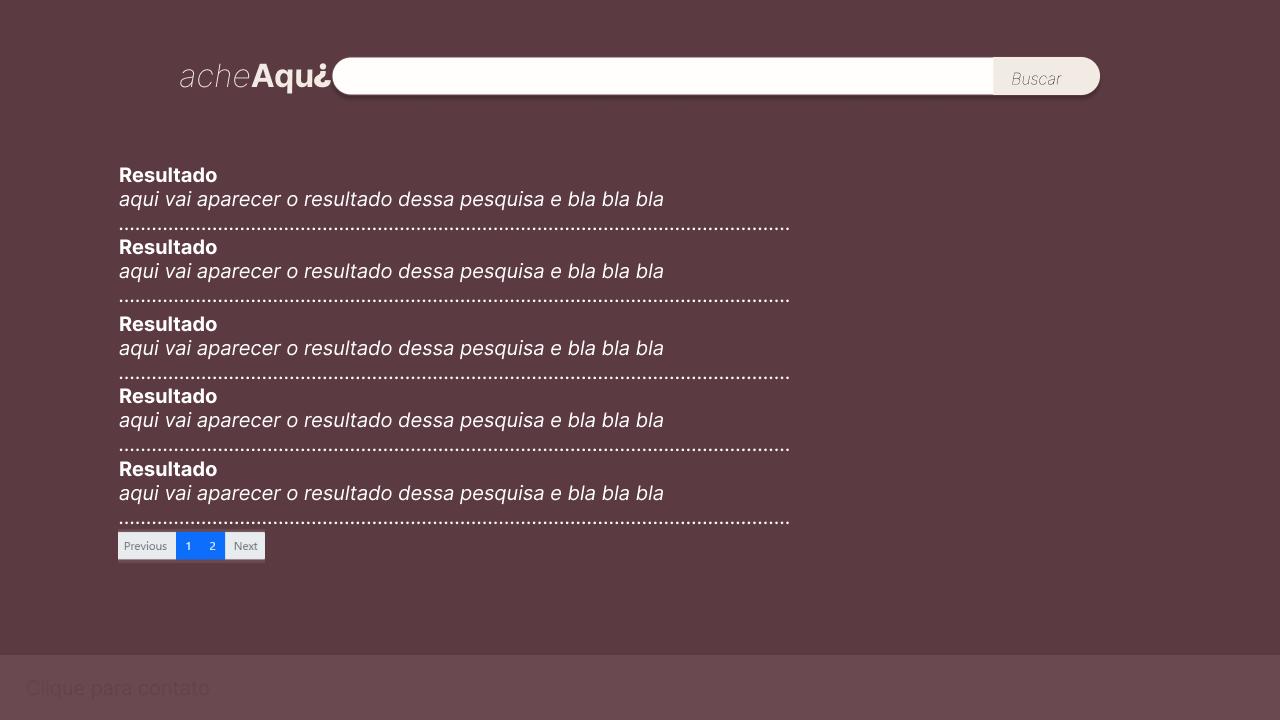 acheAqu¿ Buscar
Resultado
aqui vai aparecer o resultado dessa pesquisa e bla bla bla
Resultado
aqui vai aparecer o resultado dessa pesquisa e bla bla bla
Resultado
aqui vai aparecer o resultado dessa pesquisa e bla bla bla
Resultado
aqui vai aparecer o resultado dessa pesquisa e bla bla bla
Resultado
aqui vai aparecer o resultado dessa pesquisa e bla bla bla
Previous 1 2 Next
Clique para contato